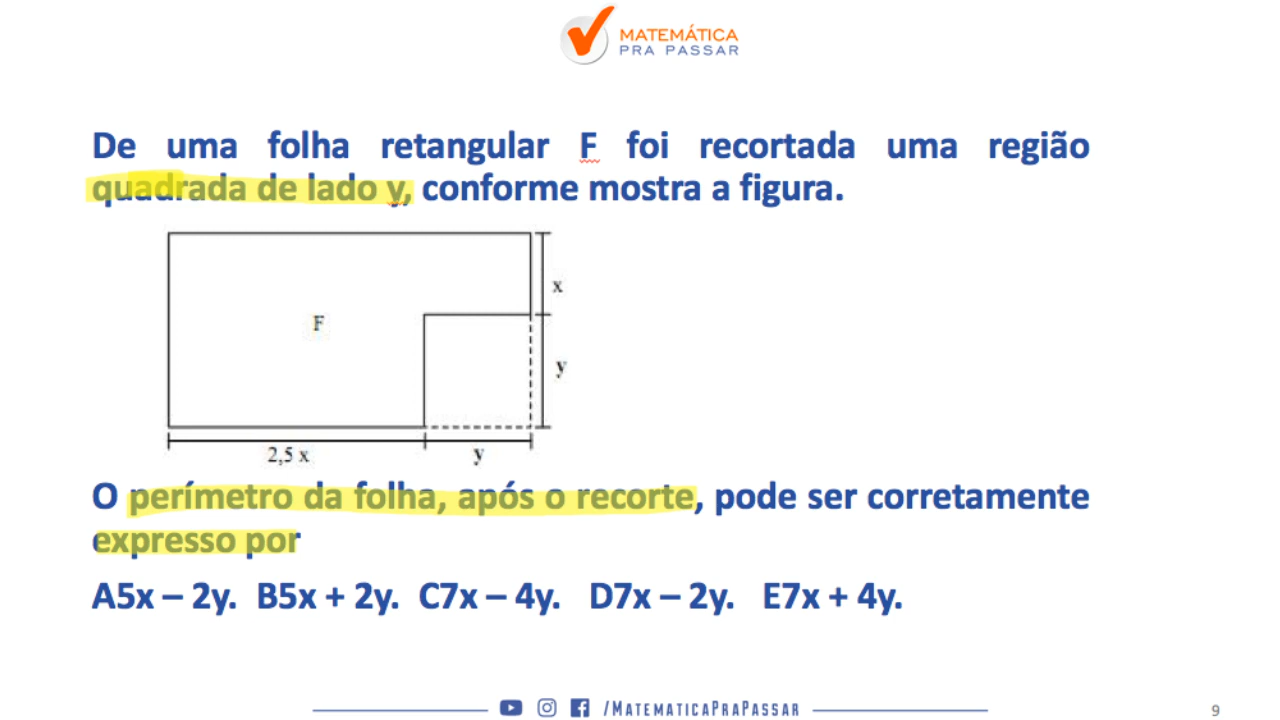 MATEMÁTICA
PRA PASSAR
De uma folha retangular F foi recortada uma região
quadrada de lado y, conforme mostra a figura.
x
F
y
2,5 x
y
O perímetro da folha, após o recorte, pode ser corretamente
expresso por
A5x – 2y. B5x + 2y. C7x – 4y. D7x – 2y. E7x + 4y.
/MATEMATICAPRAPASSAR
9